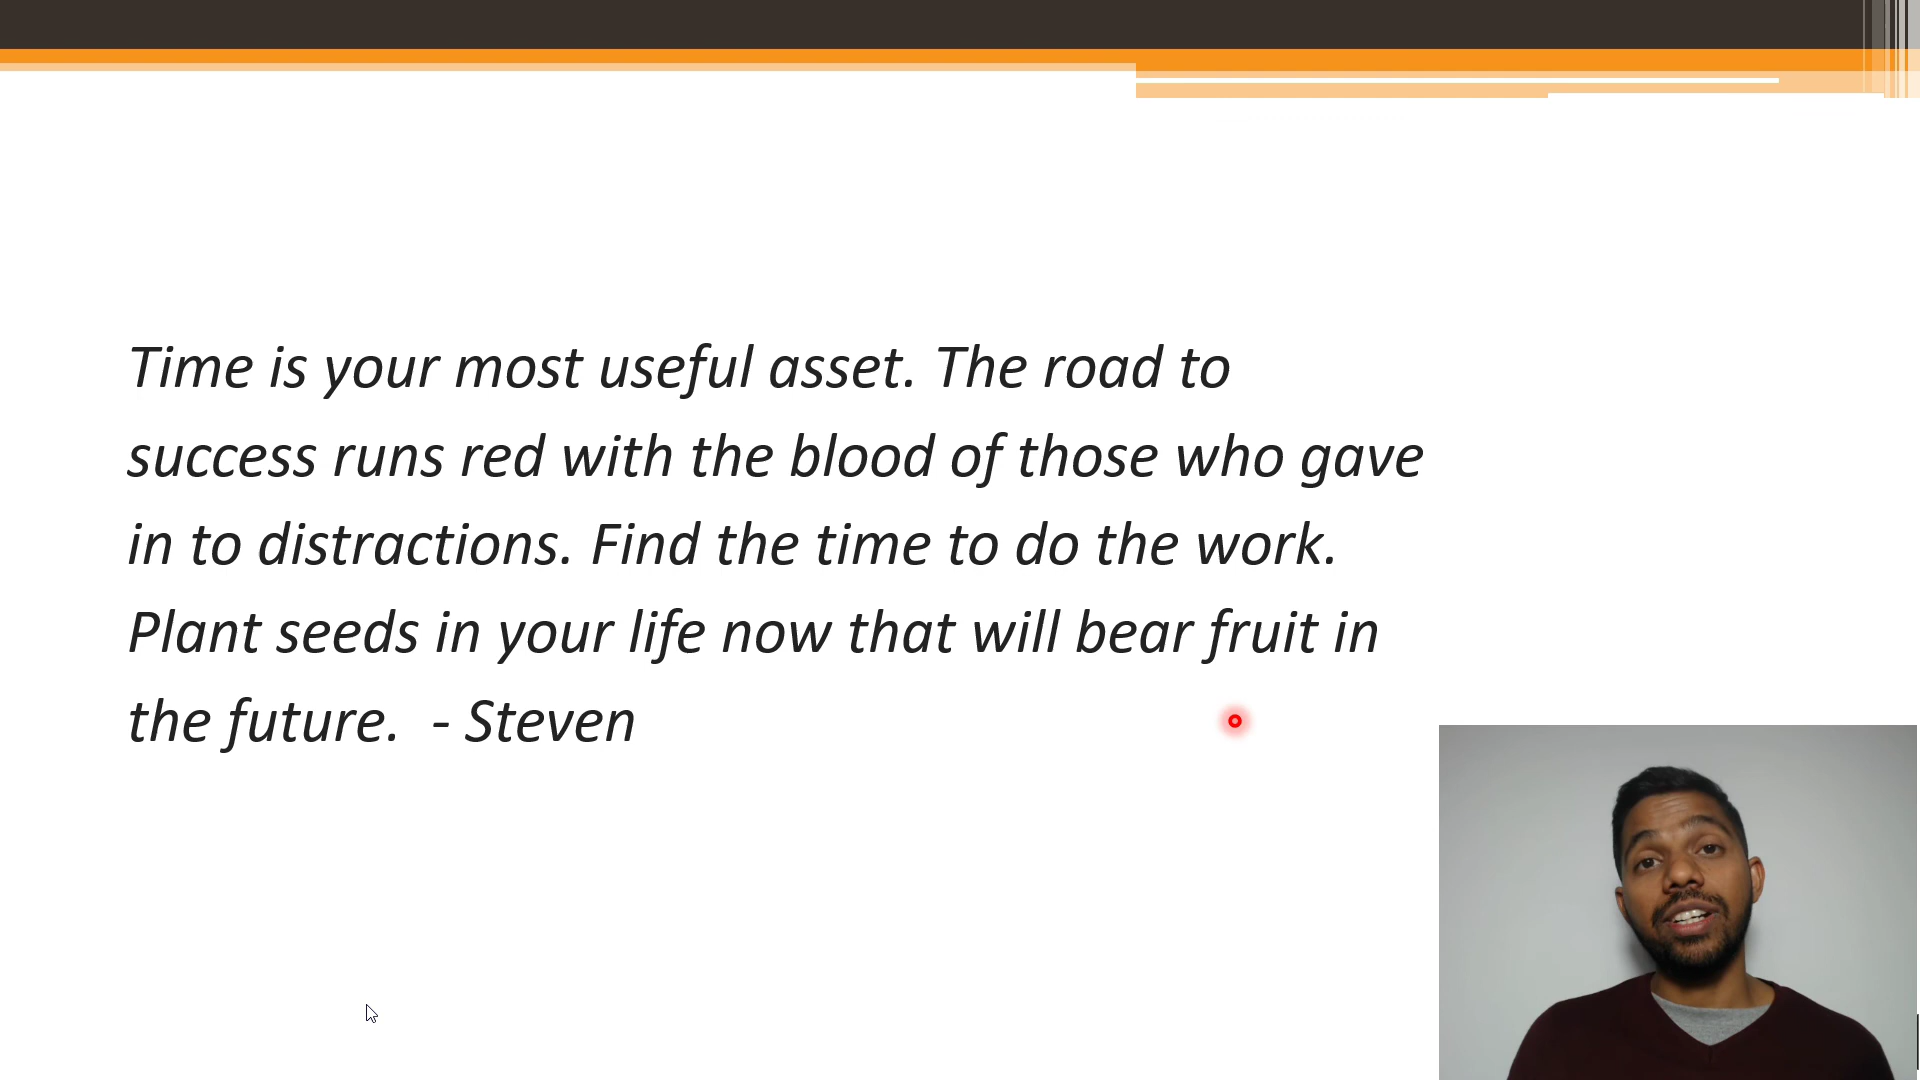 Time is your most useful asset. The road to
success runs red with the blood of those who gave
in to distractions. Find the time to do the work.
Plant seeds in your life now that will bear fruit in
the future.  - Steven